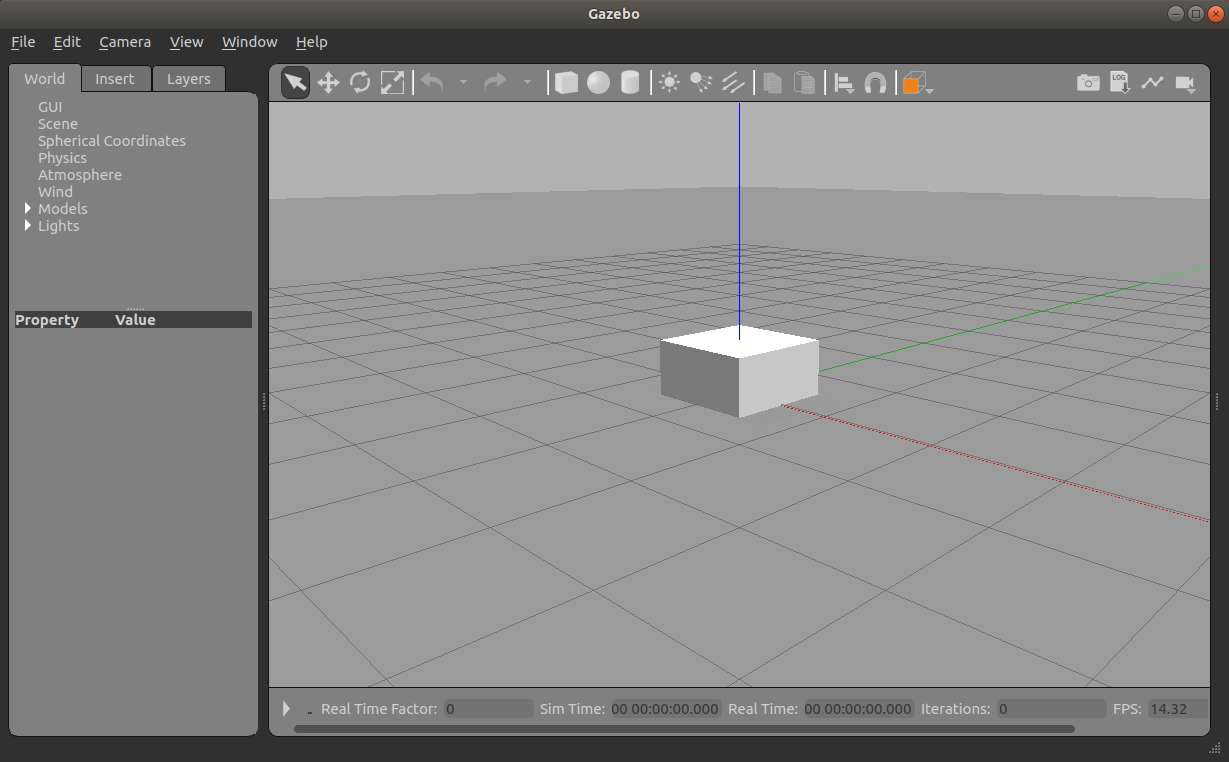 Gazebo
File Edit Camera View Window Help
World Insert Layers
GUI
Scene
Spherical Coordinates
Physics
Atmosphere
Wind
Models
Lights
Property Value
LOG
Real Time Factor: 0 Sim Time: 00 00:00:00.000 Real Time: 00 00:00:00.000 Iterations: 0 FPS: 14.32